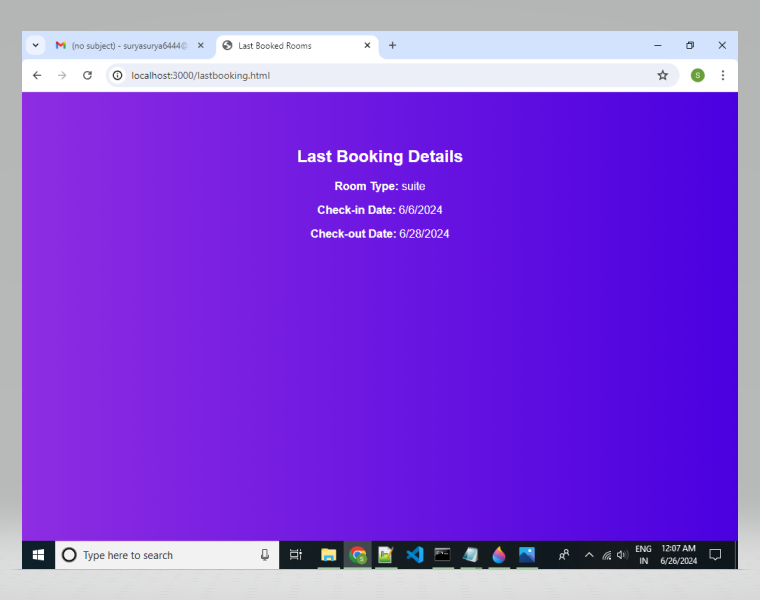 (no subject) - suryasurya6444@
Last Booked Rooms
localhost:3000/lastbooking.html
S
Last Booking Details
Room Type: suite
Check-in Date: 6/6/2024
Check-out Date: 6/28/2024
Type here to search
ENG
IN
12:07 AM
6/26/2024